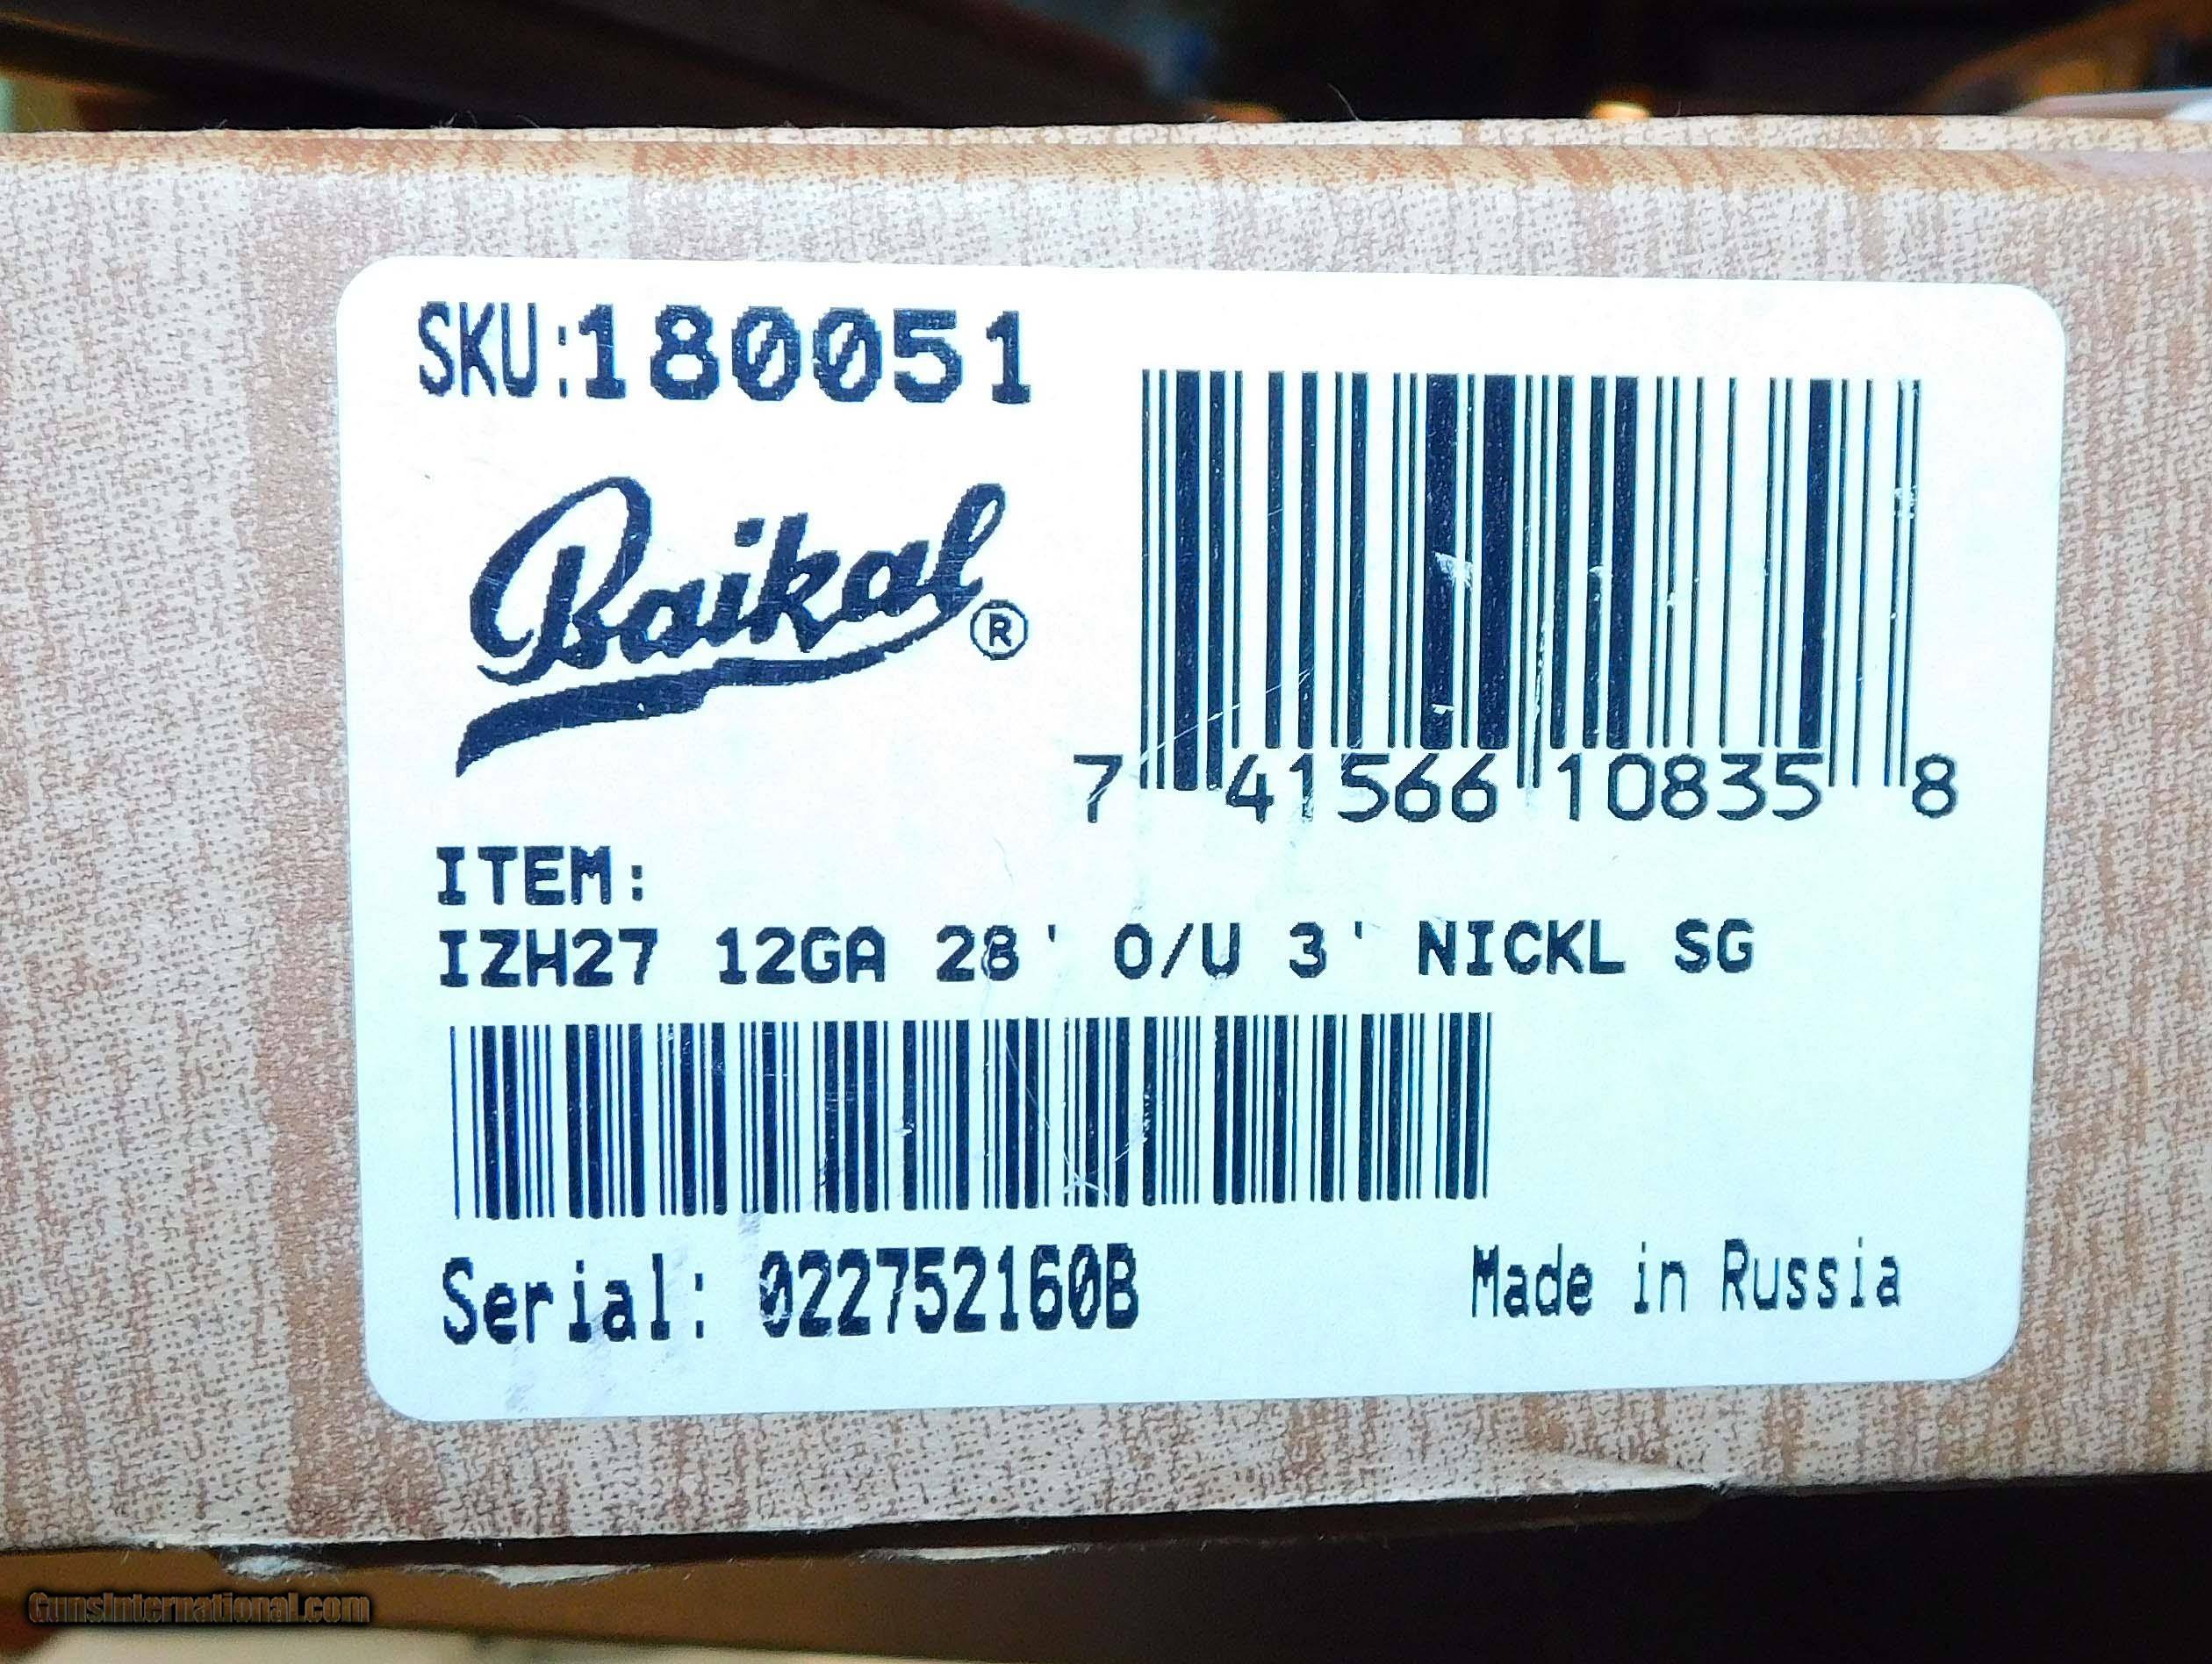 SKU:180051
Baikal®
7 41566 10835 8
ITEM:
IZH27 12GA 28' O/U 3' NICKL SG
Serial: 022752160B
Made in Russia
GunsInternational.com